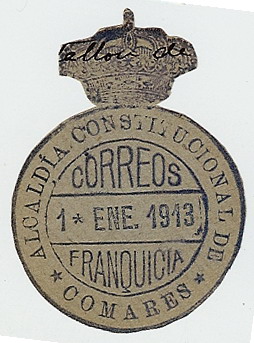 ALCALDÍA CONSTITUCIONAL DE
* COMARES *
CORREOS
1* ENE. 1913
FRANQUICIA